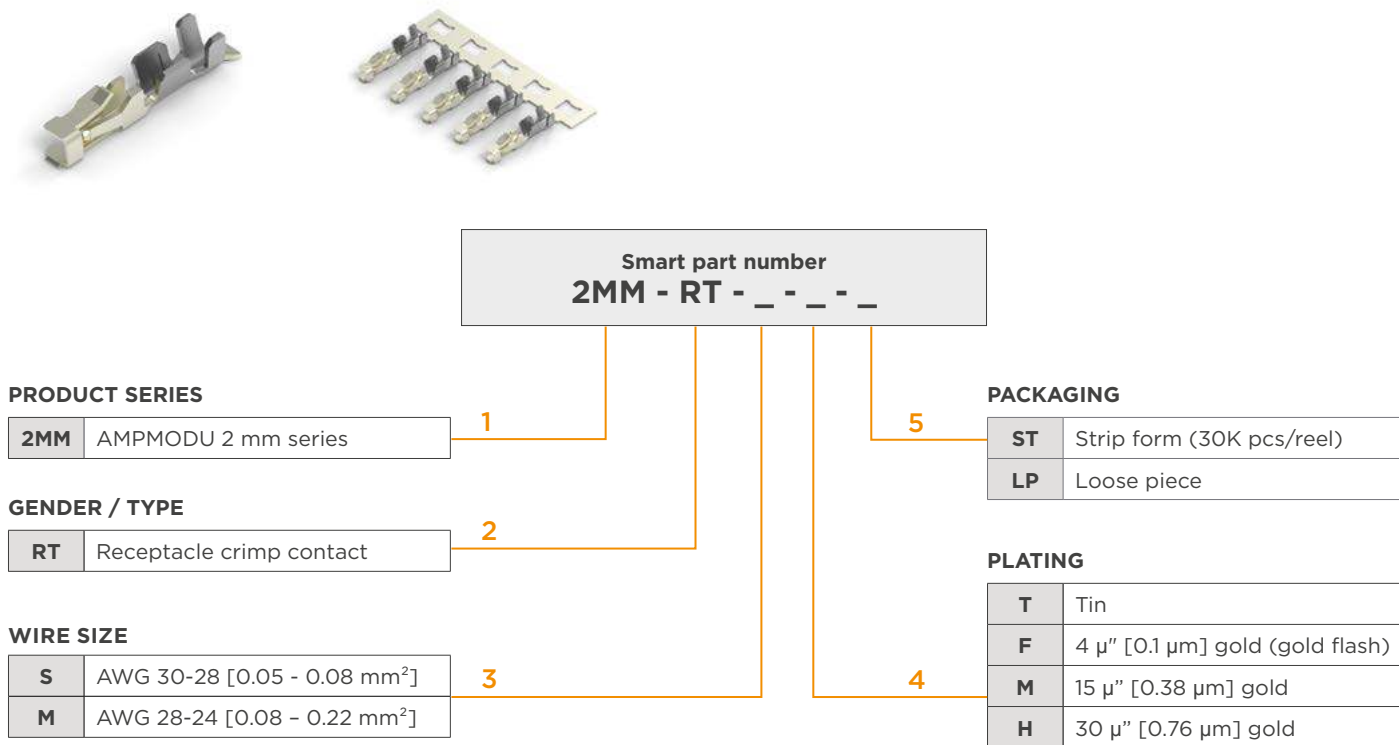 Smart part number
2MM - RT - _ - _ - _
PRODUCT SERIES
2MM AMPMODU 2 mm series
1
GENDER / TYPE
RT Receptacle crimp contact
2
WIRE SIZE
S AWG 30-28 [0.05 - 0.08 mm²]
M AWG 28-24 [0.08 – 0.22 mm²]
3
5
PACKAGING
ST Strip form (30K pcs/reel)
LP Loose piece
4
PLATING
T Tin
F 4 µ" [0.1 µm] gold (gold flash)
M 15 µ” [0.38 µm] gold
H 30 µ” [0.76 µm] gold